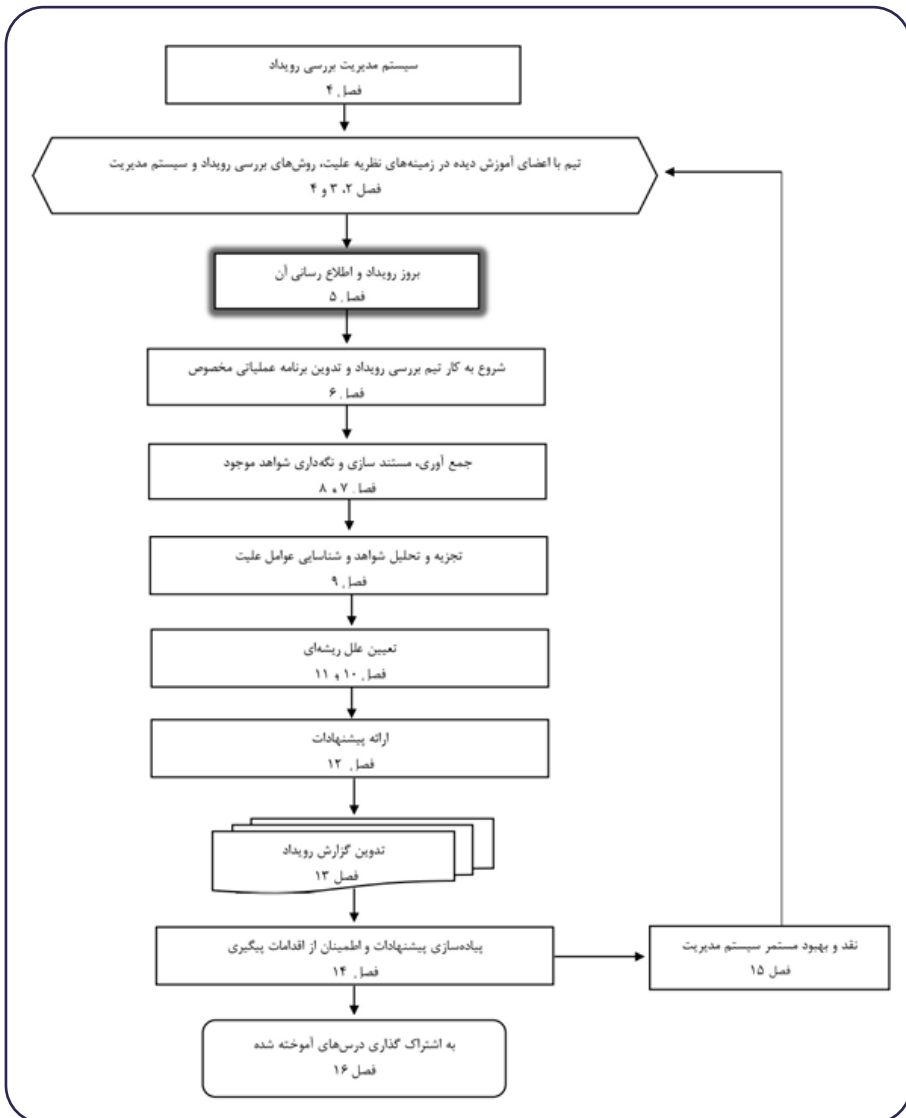 سیستم مدیریت بررسی رویداد
فصل ۴
تیم با اعضای آموزش دیده در زمینه‌های نظریه علیت، روش‌های بررسی رویداد و سیستم مدیریت
فصل ۲، ۳ و ۴
بروز رویداد و اطلاع رسانی آن
فصل ۵
شروع به کار تیم بررسی رویداد و تدوین برنامه عملیاتی مخصوص
فصل ۶
جمع آوری، مستند سازی و نگه‌داری شواهد موجود
فصل ۷ و ۸
تجزیه و تحلیل شواهد و شناسایی عوامل علیت
فصل ۹
تعیین علل ریشه‌ای
فصل ۱۰ و ۱۱
ارائه پیشنهادات
فصل ۱۲
تدوین گزارش رویداد
فصل ۱۳
پیاده‌سازی پیشنهادات و اطمینان از اقدامات پیگیری
فصل ۱۴
نقد و بهبود مستمر سیستم مدیریت
فصل ۱۵
به اشتراک گذاری درس‌های آموخته شده
فصل ۱۶